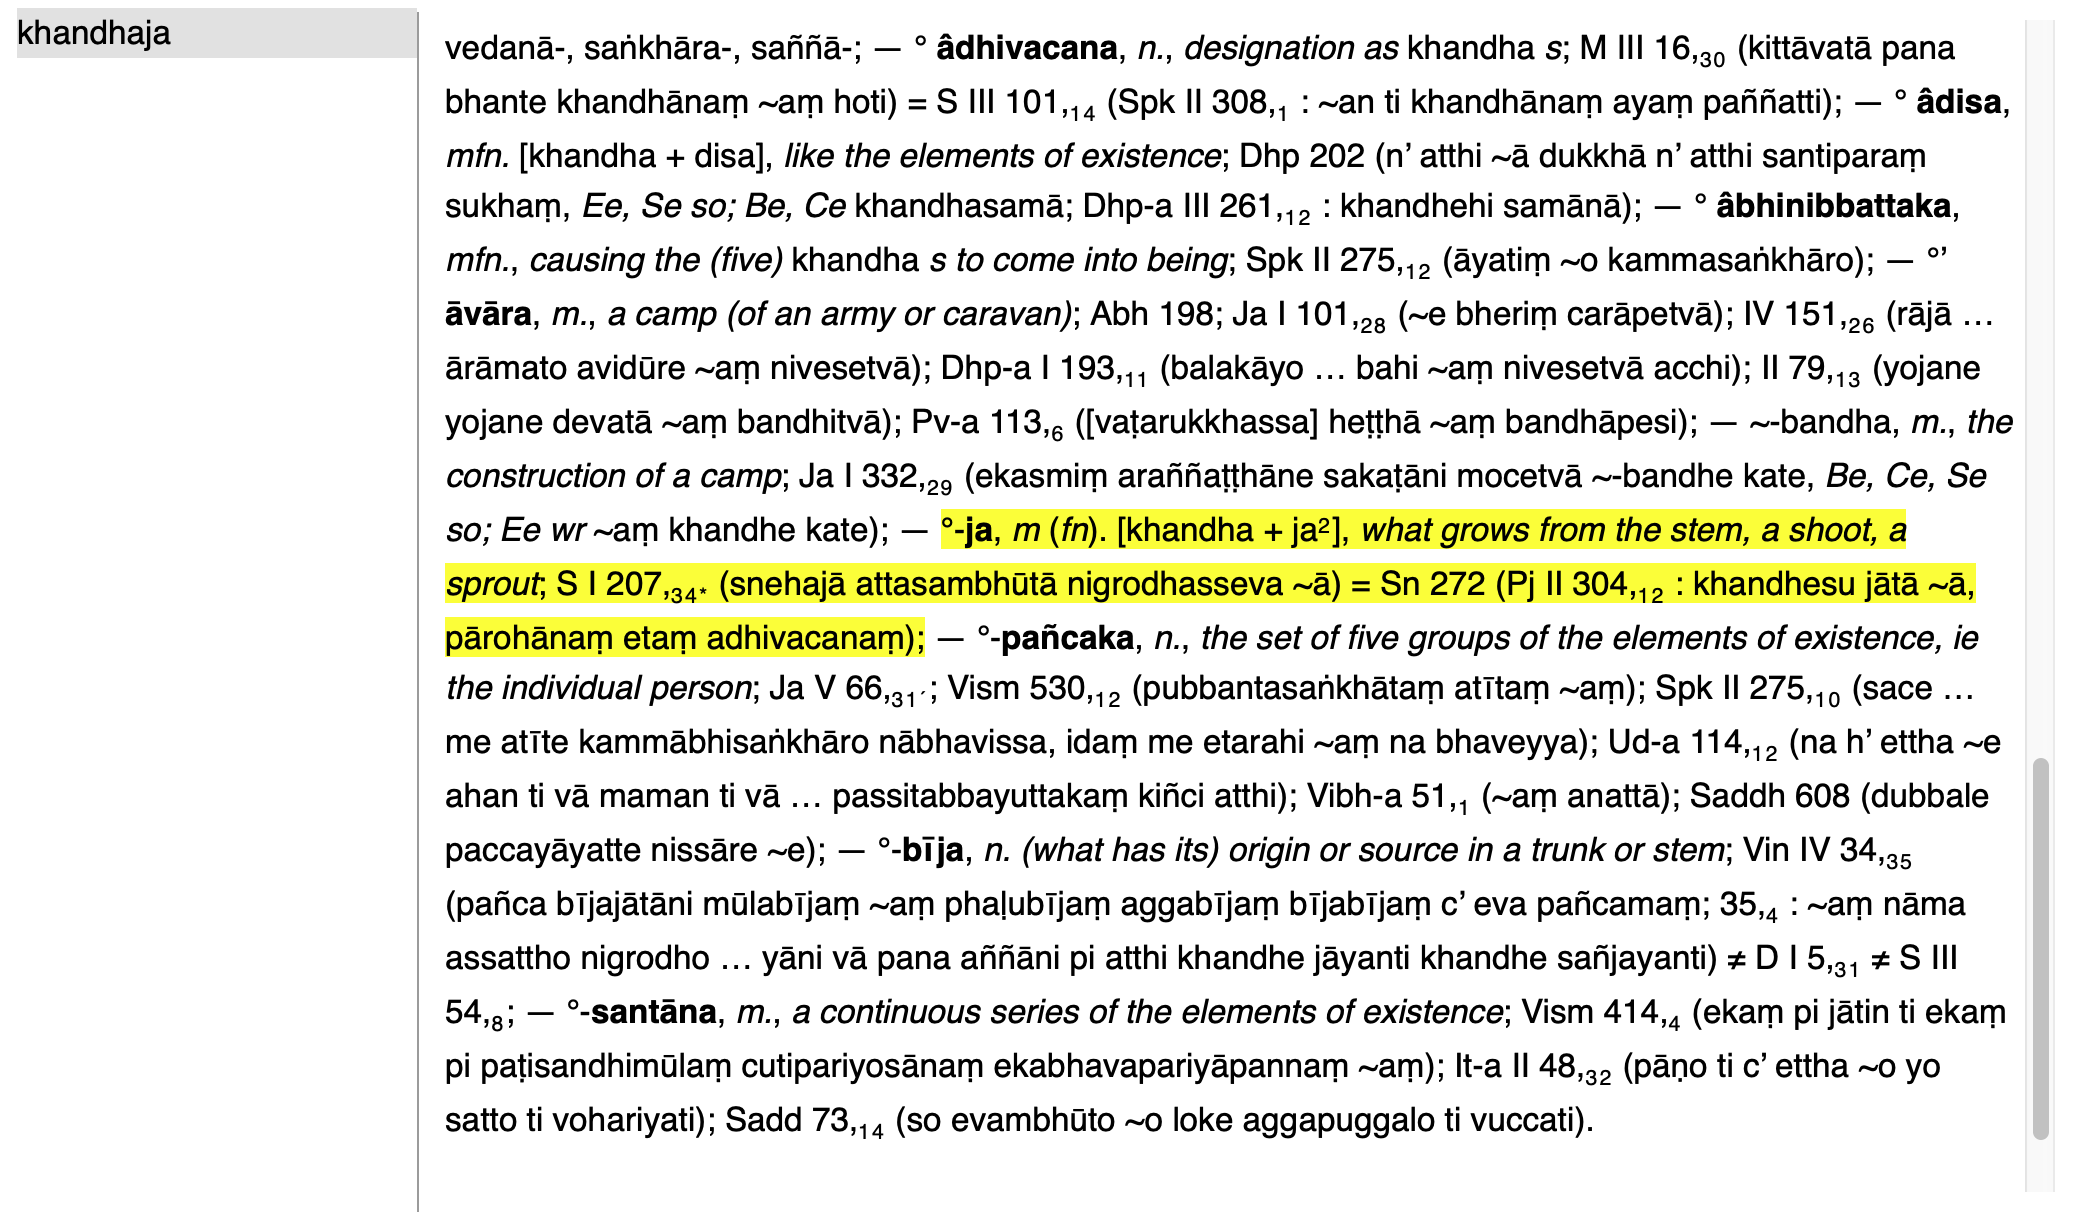 khandhaja
vedanā-, saṅkhāra-, saññā-; — ° âdhivacana, n., designation as khandha s; M III 16,30 (kittāvatā pana
bhante khandhānaṃ ~aṃ hoti) = S III 101,14 (Spk II 308,1 : ~an ti khandhānaṃ ayaṃ paññatti); — ° âdisa,
mfn. [khandha + disa], like the elements of existence; Dhp 202 (n’ atthi ~ā dukkhā n’ atthi santiparaṃ
sukhaṃ, Ee, Se so; Be, Ce khandhasamā; Dhp-a III 261,12 : khandhehi samānā); — ° âbhinibbattaka,
mfn., causing the (five) khandha s to come into being; Spk II 275,12 (āyatiṃ ~o kammasaṅkhāro); — °’
āvāra, m., a camp (of an army or caravan); Abh 198; Ja I 101,28 (~e bheriṃ carāpetvā); IV 151,26 (rājā …
ārāmato avidūre ~aṃ nivesetvā); Dhp-a I 193,11 (balakāyo … bahi ~aṃ nivesetvā acchi); II 79,13 (yojane
yojane devatā ~aṃ bandhitvā); Pv-a 113,6 ([vaṭarukkhassa] heṭṭhā ~aṃ bandhāpesi); — ~-bandha, m., the
construction of a camp; Ja I 332,29 (ekasmiṃ araññaṭṭhāne sakaṭāni mocetvā ~-bandhe kate, Be, Ce, Se
so; Ee wr ~aṃ khandhe kate); — °-ja, m (fn). [khandha + ja²], what grows from the stem, a shoot, a
sprout; S I 207,34* (snehajā attasambhūtā nigrodhasseva ~ā) = Sn 272 (Pj II 304,12 : khandhesu jātā ~ā,
pārohānaṃ etaṃ adhivacanaṃ); — °-pañcaka, n., the set of five groups of the elements of existence, ie
the individual person; Ja V 66,31´; Vism 530,12 (pubbantasaṅkhātaṃ atītaṃ ~aṃ); Spk II 275,10 (sace …
me atīte kammābhisaṅkhāro nābhavissa, idaṃ me etarahi ~aṃ na bhaveyya); Ud-a 114,12 (na h’ ettha ~e
ahan ti vā maman ti vā … passitabbayuttakaṃ kiñci atthi); Vibh-a 51,1 (~aṃ anattā); Saddh 608 (dubbale
paccayāyatte nissāre ~e); — °-bīja, n. (what has its) origin or source in a trunk or stem; Vin IV 34,35
(pañca bījajātāni mūlabījaṃ ~aṃ phaḷubījaṃ aggabījaṃ bījabījaṃ c’ eva pañcamaṃ; 35,4 : ~aṃ nāma
assattho nigrodho … yāni vā pana aññāni pi atthi khandhe jāyanti khandhe sañjayanti) ≠ D I 5,31 ≠ S III
54,8; — °-santāna, m., a continuous series of the elements of existence; Vism 414,4 (ekaṃ pi jātin ti ekaṃ
pi paṭisandhimūlaṃ cutipariyosānaṃ ekabhavapariyāpannaṃ ~aṃ); It-a II 48,32 (pāṇo ti c’ ettha ~o yo
satto ti vohariyati); Sadd 73,14 (so evambhūto ~o loke aggapuggalo ti vuccati).